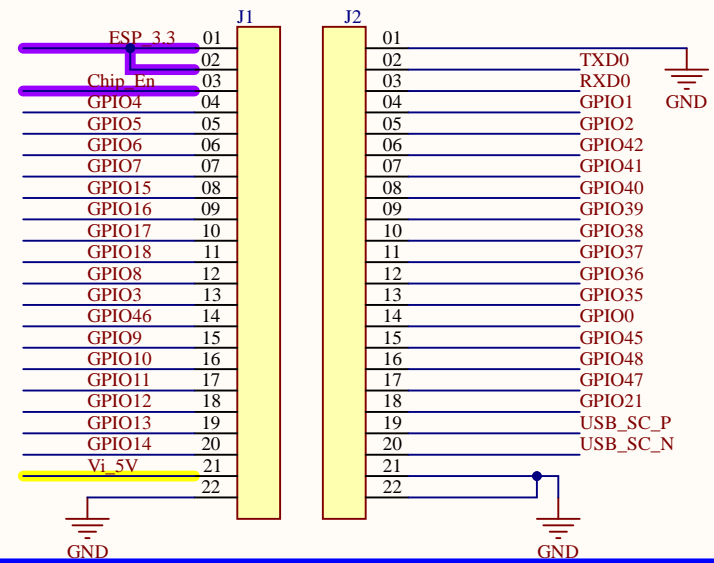 J1 J2
ESP_3.3 01 01
02 02 TXD0
Chip_En 03 03 RXD0
GPIO4 04 04 GPIO1 GND
GPIO5 05 05 GPIO2
GPIO6 06 06 GPIO42
GPIO7 07 07 GPIO41
GPIO15 08 08 GPIO40
GPIO16 09 09 GPIO39
GPIO17 10 10 GPIO38
GPIO18 11 11 GPIO37
GPIO8 12 12 GPIO36
GPIO3 13 13 GPIO35
GPIO46 14 14 GPIO0
GPIO9 15 15 GPIO45
GPIO10 16 16 GPIO48
GPIO11 17 17 GPIO47
GPIO12 18 18 GPIO21
GPIO13 19 19 USB_SC_P
GPIO14 20 20 USB_SC_N
Vi_5V 21 21
22 22
GND GND